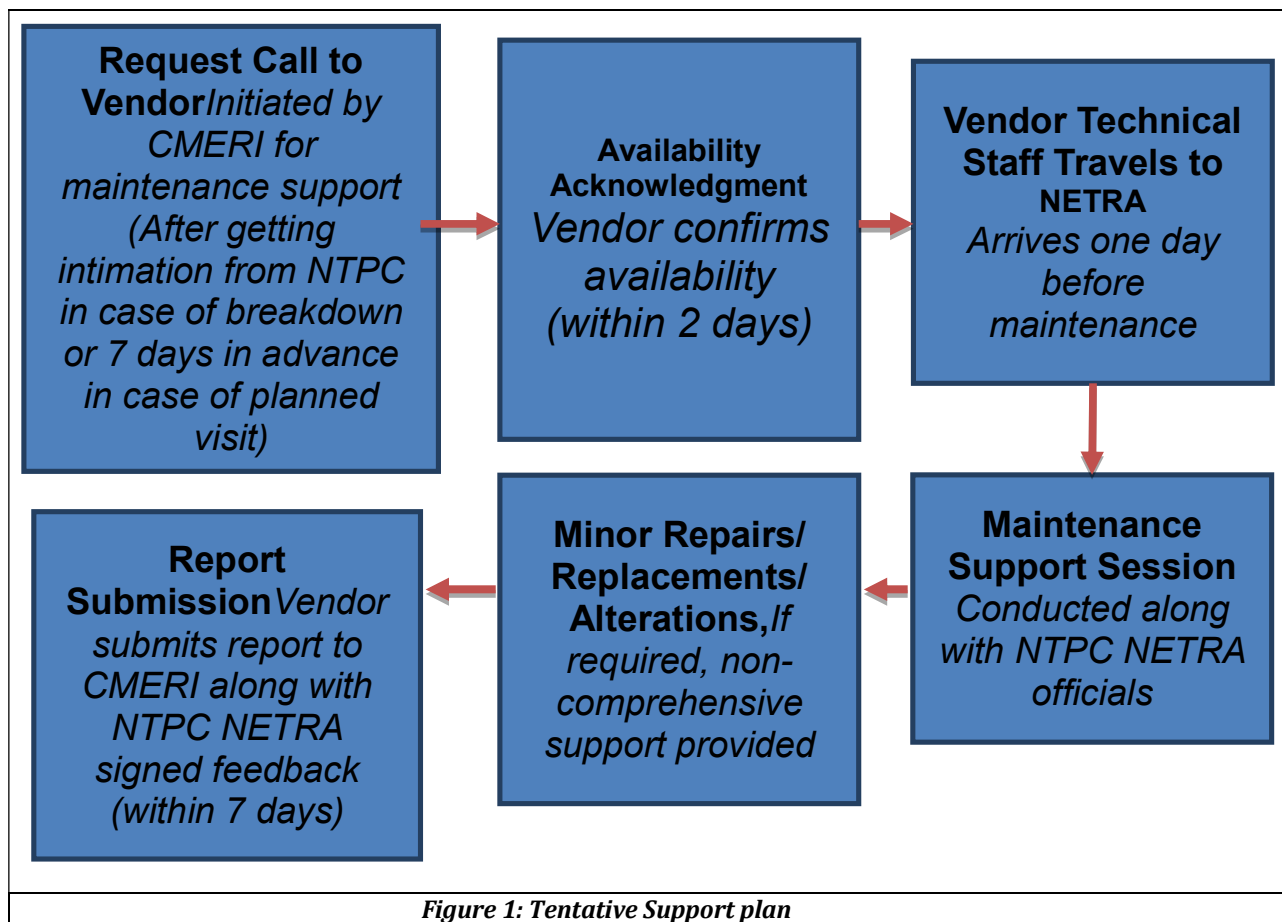 Request Call to
VendorInitiated by
CMERI for
maintenance support
(After getting
intimation from NTPC
in case of breakdown
or 7 days in advance
in case of planned
visit)
Availability
Acknowledgment
Vendor confirms
availability
(within 2 days)
Vendor Technical
Staff Travels to
NETRA
Arrives one day
before
maintenance
Maintenance
Support Session
Conducted along
with NTPC NETRA
officials
Minor Repairs/
Replacements/
Alterations,If
required, non-
comprehensive
support provided
Report
SubmissionVendor
submits report to
CMERI along with
NTPC NETRA
signed feedback
(within 7 days)
Figure 1: Tentative Support plan